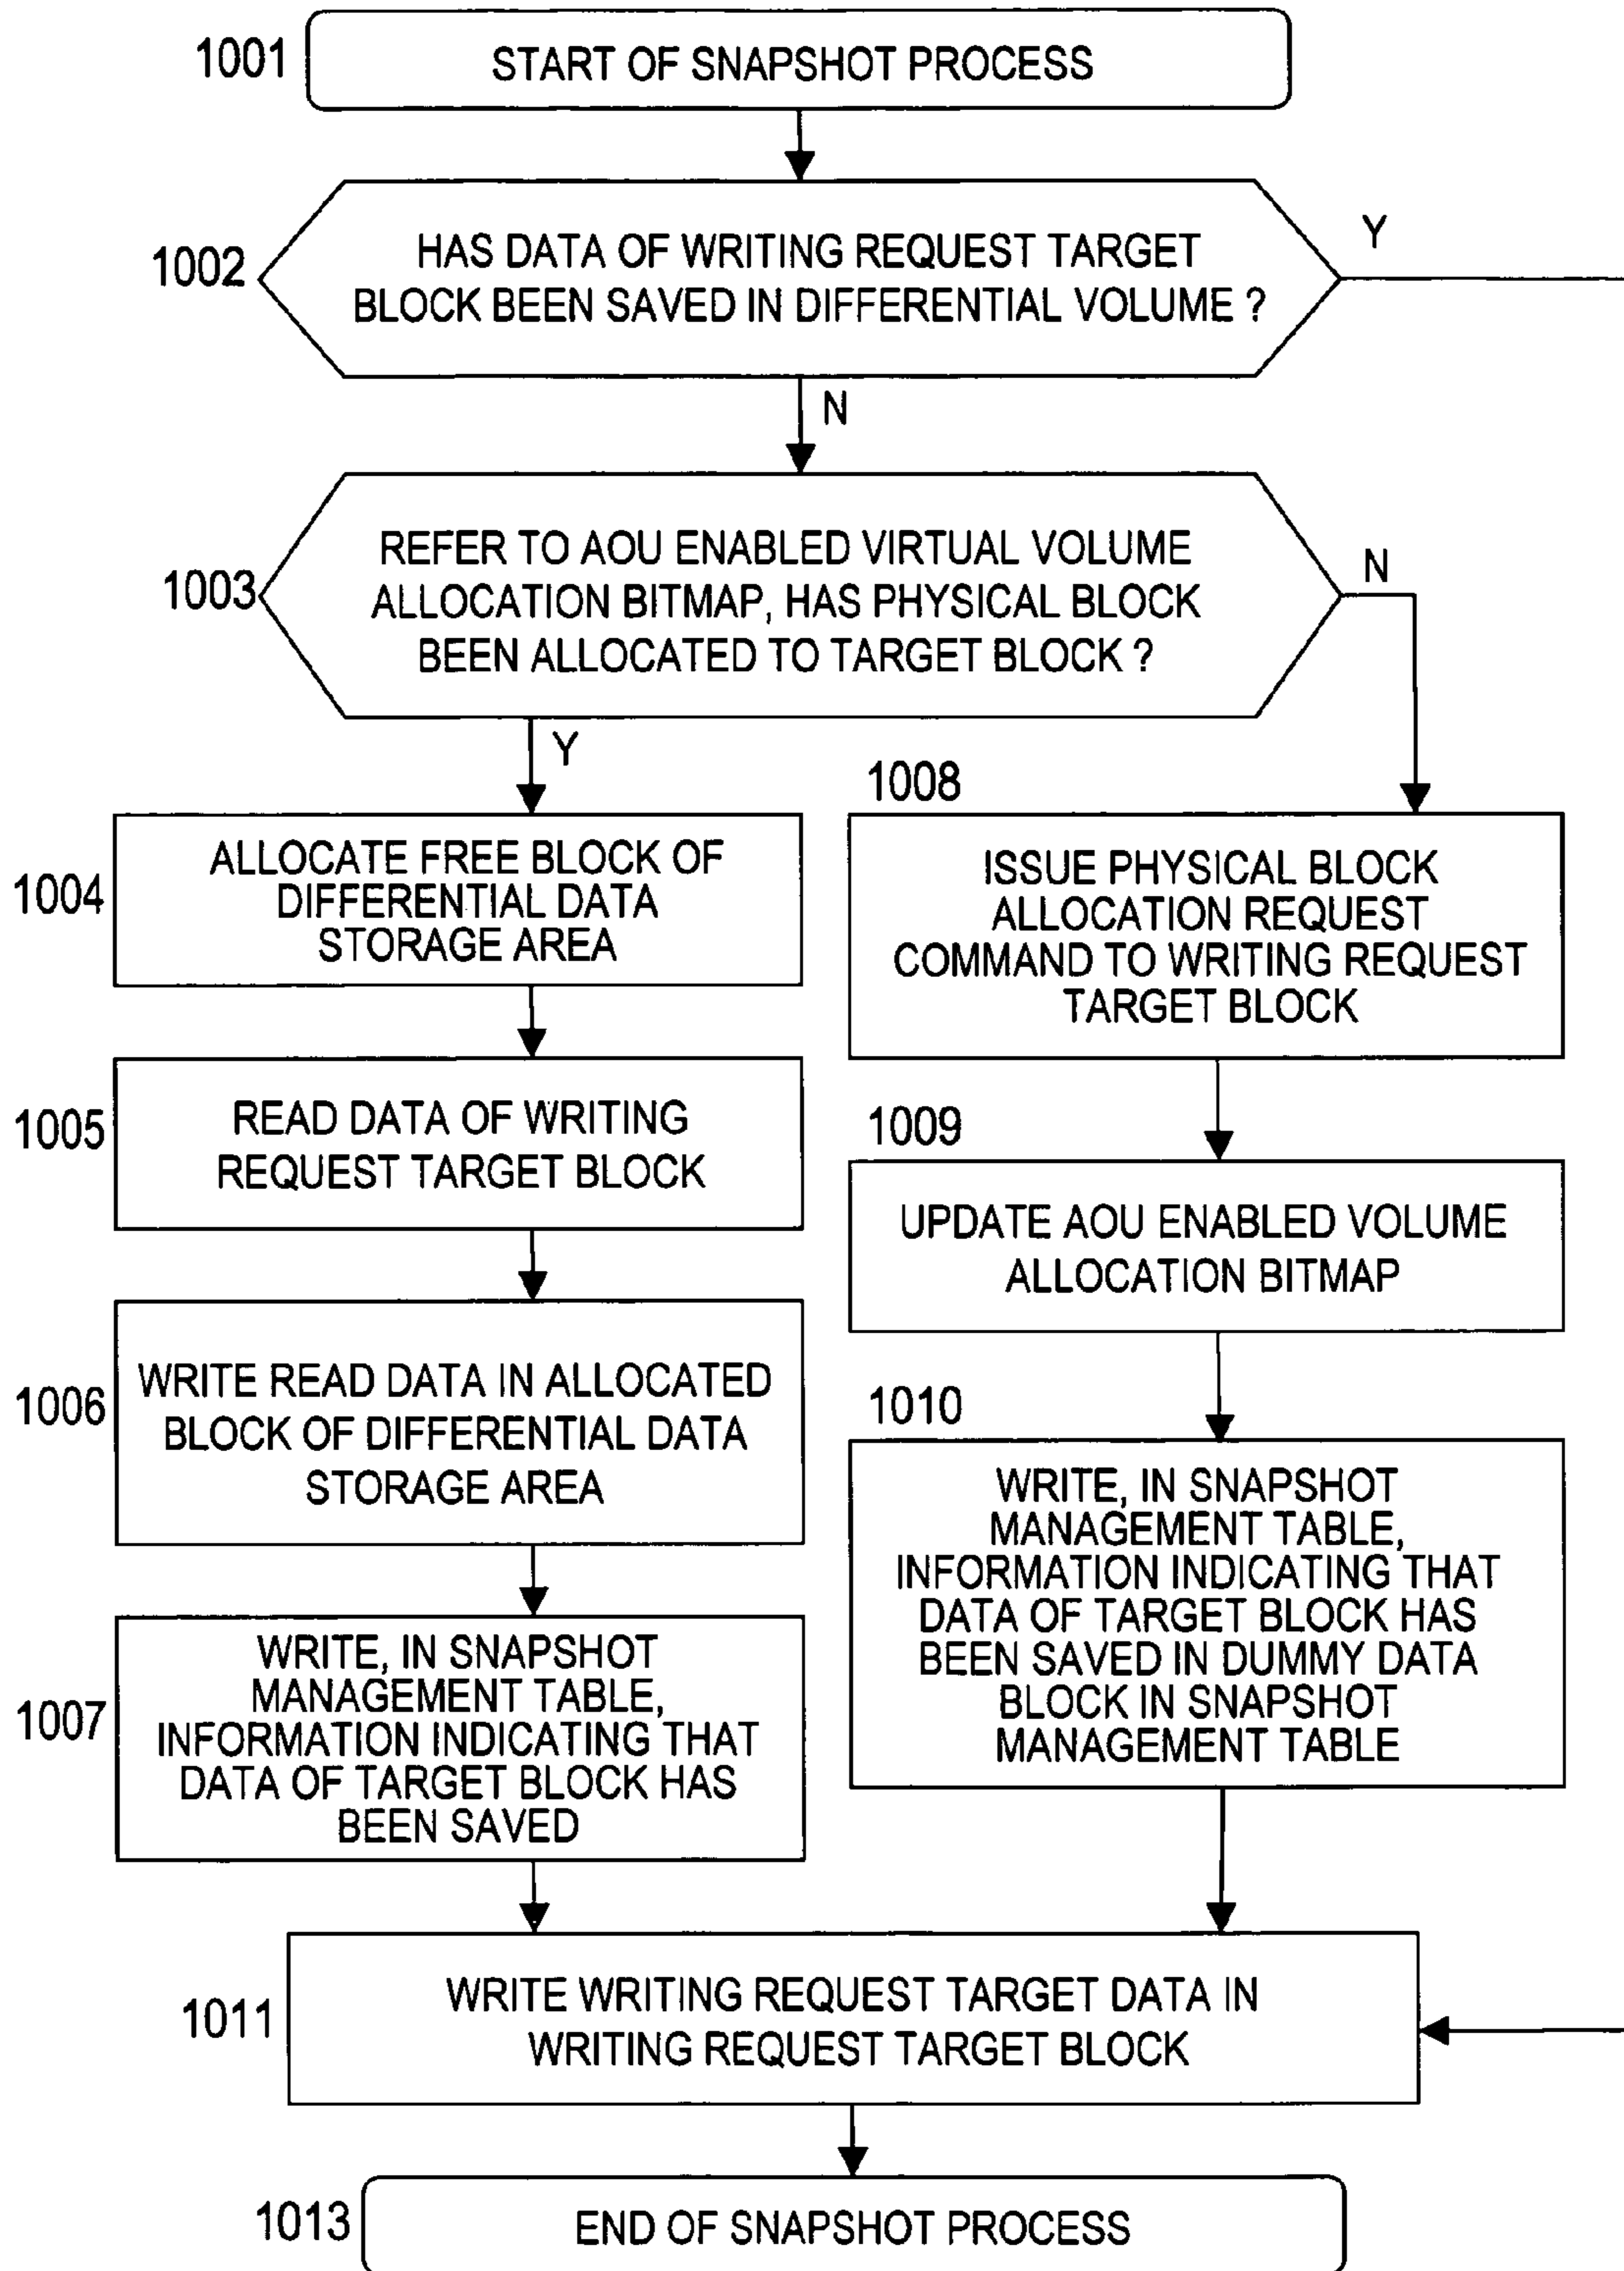 1001
START OF SNAPSHOT PROCESS
1002
HAS DATA OF WRITING REQUEST TARGET
BLOCK BEEN SAVED IN DIFFERENTIAL VOLUME ?
Y
N
1003
REFER TO AOU ENABLED VIRTUAL VOLUME
ALLOCATION BITMAP, HAS PHYSICAL BLOCK
BEEN ALLOCATED TO TARGET BLOCK ?
N
Y
1004
ALLOCATE FREE BLOCK OF
DIFFERENTIAL DATA
STORAGE AREA
1005
READ DATA OF WRITING
REQUEST TARGET BLOCK
1006
WRITE READ DATA IN ALLOCATED
BLOCK OF DIFFERENTIAL DATA
STORAGE AREA
1007
WRITE, IN SNAPSHOT
MANAGEMENT TABLE,
INFORMATION INDICATING THAT
DATA OF TARGET BLOCK HAS
BEEN SAVED
1008
ISSUE PHYSICAL BLOCK
ALLOCATION REQUEST
COMMAND TO WRITING REQUEST
TARGET BLOCK
1009
UPDATE AOU ENABLED VOLUME
ALLOCATION BITMAP
1010
WRITE, IN SNAPSHOT
MANAGEMENT TABLE,
INFORMATION INDICATING THAT
DATA OF TARGET BLOCK HAS
BEEN SAVED IN DUMMY DATA
BLOCK IN SNAPSHOT
MANAGEMENT TABLE
1011
WRITE WRITING REQUEST TARGET DATA IN
WRITING REQUEST TARGET BLOCK
1013
END OF SNAPSHOT PROCESS